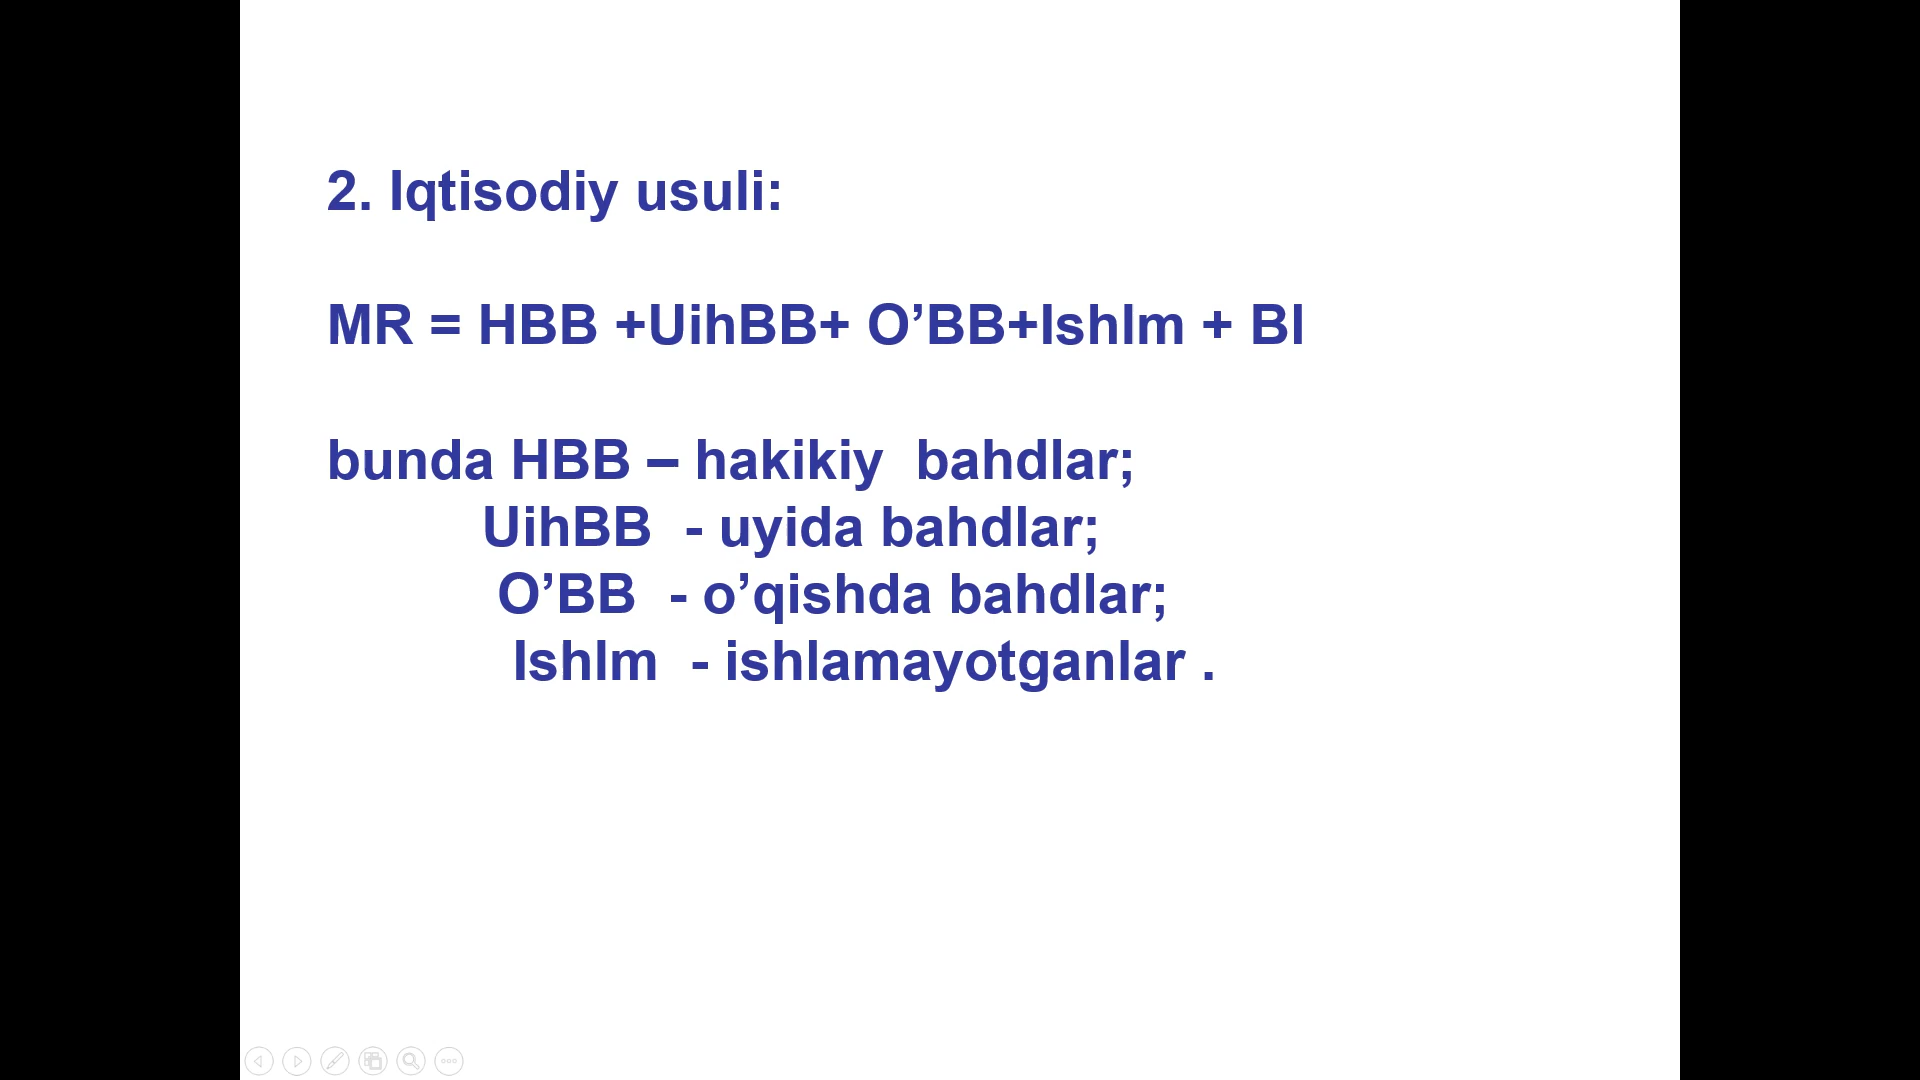 2. Iqtisodiy usuli:
MR = HBB +UihBB+ O’BB+Ishlm + BI
bunda HBB – hakikiy bahdlar;
UihBB - uyida bahdlar;
O’BB - o’qishda bahdlar;
Ishlm - ishlamayotganlar .